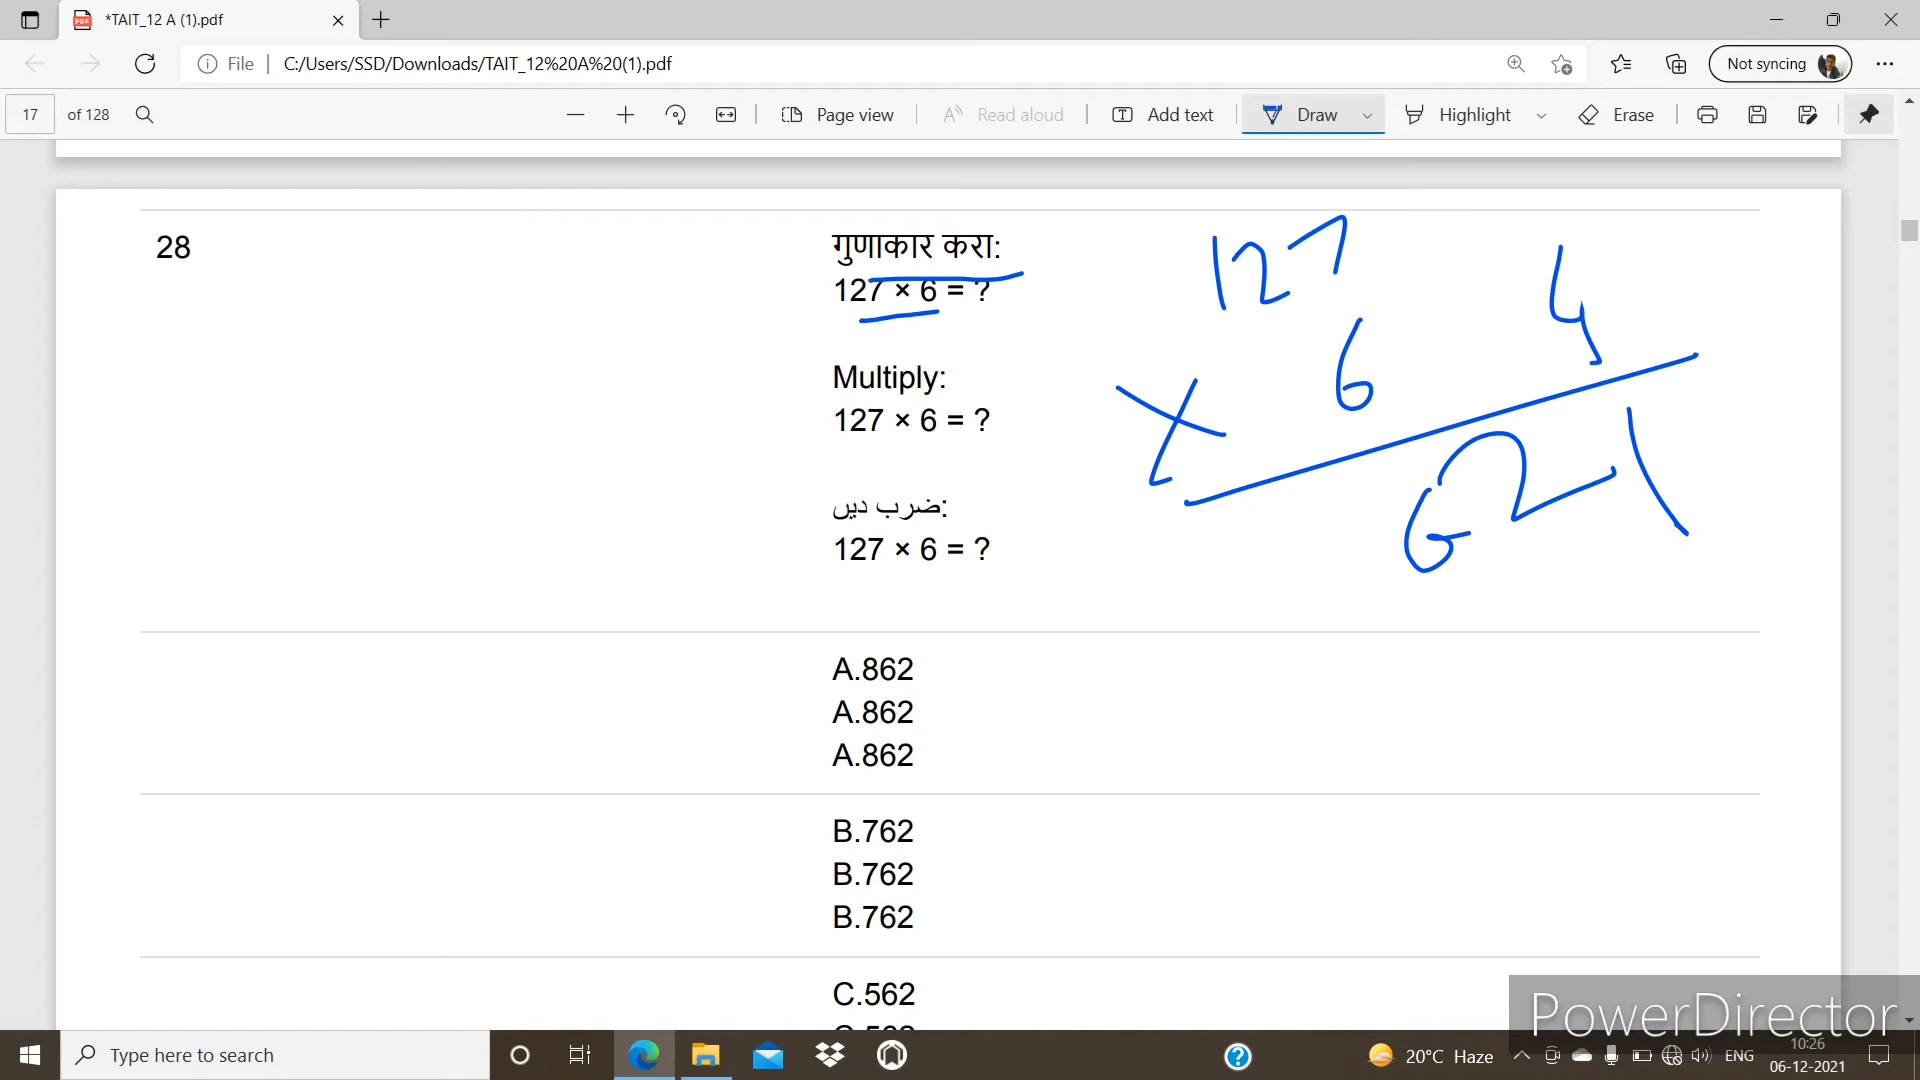 *TAIT_12 A (1).pdf
File C:/Users/SSD/Downloads/TAIT_12%20A%20(1).pdf
Not syncing
17 of 128
Page view
Read aloud
Add text
Draw
Highlight
Erase
28
गुणाकार करा:
127 × 6 = ?
Multiply:
127 × 6 = ?
ضرب دیں:
127 × 6 = ?
127
4
6
X
621
A.862
A.862
A.862
B.762
B.762
B.762
C.562
PowerDirector
Type here to search
20°C Haze
ENG
10:26
06-12-2021